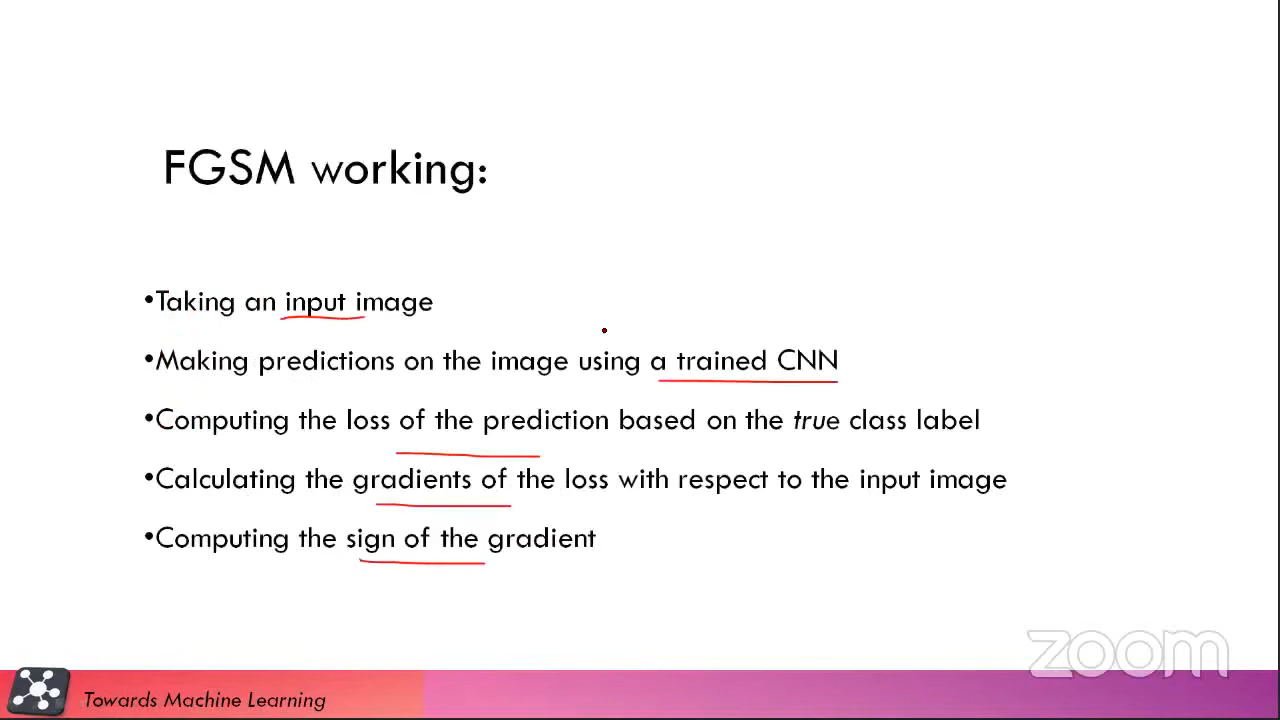 FGSM working:
•Taking an input image
•Making predictions on the image using a trained CNN
•Computing the loss of the prediction based on the true class label
•Calculating the gradients of the loss with respect to the input image
•Computing the sign of the gradient
zoom
Towards Machine Learning